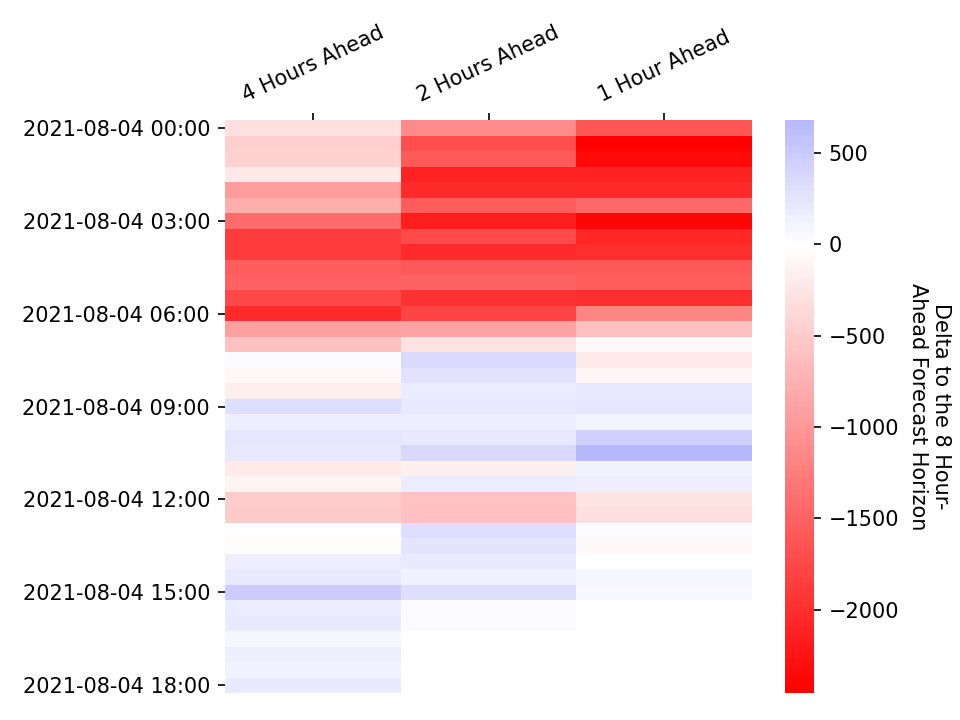 4 Hours Ahead
2 Hours Ahead
1 Hour Ahead
2021-08-04 00:00
2021-08-04 03:00
2021-08-04 06:00
2021-08-04 09:00
2021-08-04 12:00
2021-08-04 15:00
2021-08-04 18:00
500
0
−500
−1000
−1500
−2000
Delta to the 8 Hour-
Ahead Forecast Horizon